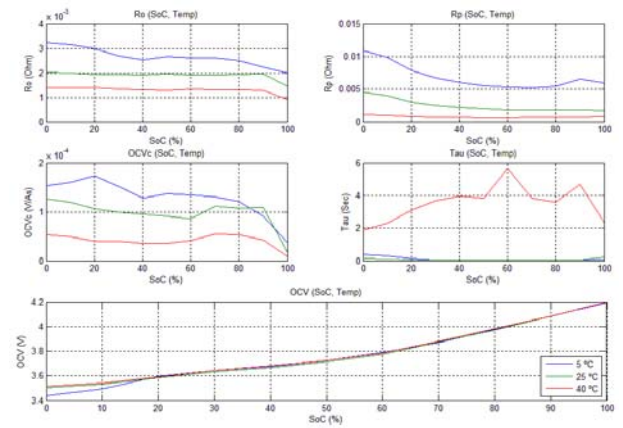 Ro (SoC, Temp)
4 x 10⁻³
3
2
1
0
Ro (Ohm)
0 20 40 60 80 100
SoC (%)
Rp (SoC, Temp)
0.015
0.01
0.005
0
Rp (Ohm)
0 20 40 60 80 100
SoC (%)
OCVc (SoC, Temp)
2 x 10⁻⁴
1
0
OCVc (V/As)
0 20 40 60 80 100
SoC (%)
Tau (SoC, Temp)
6
4
2
0
Tau (Sec)
0 20 40 60 80 100
SoC (%)
OCV (SoC, Temp)
4.2
4
3.8
3.6
3.4
OCV (V)
0 10 20 30 40 50 60 70 80 90 100
SoC (%)
5 ºC
25 ºC
40 ºC